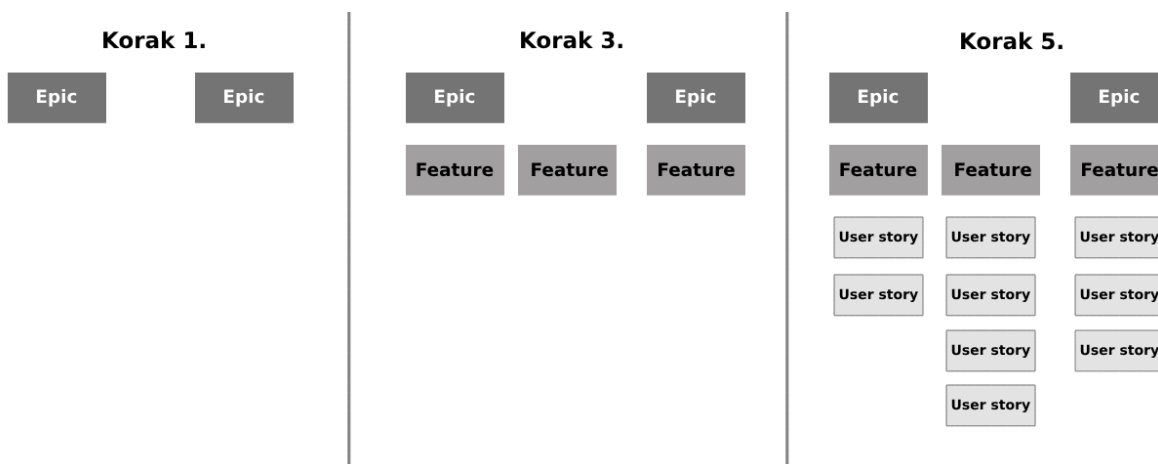 Korak 1.
Epic Epic
Korak 3.
Epic Epic
Feature Feature Feature
Korak 5.
Epic Epic
Feature Feature Feature
User story User story User story
User story User story User story
User story User story
User story